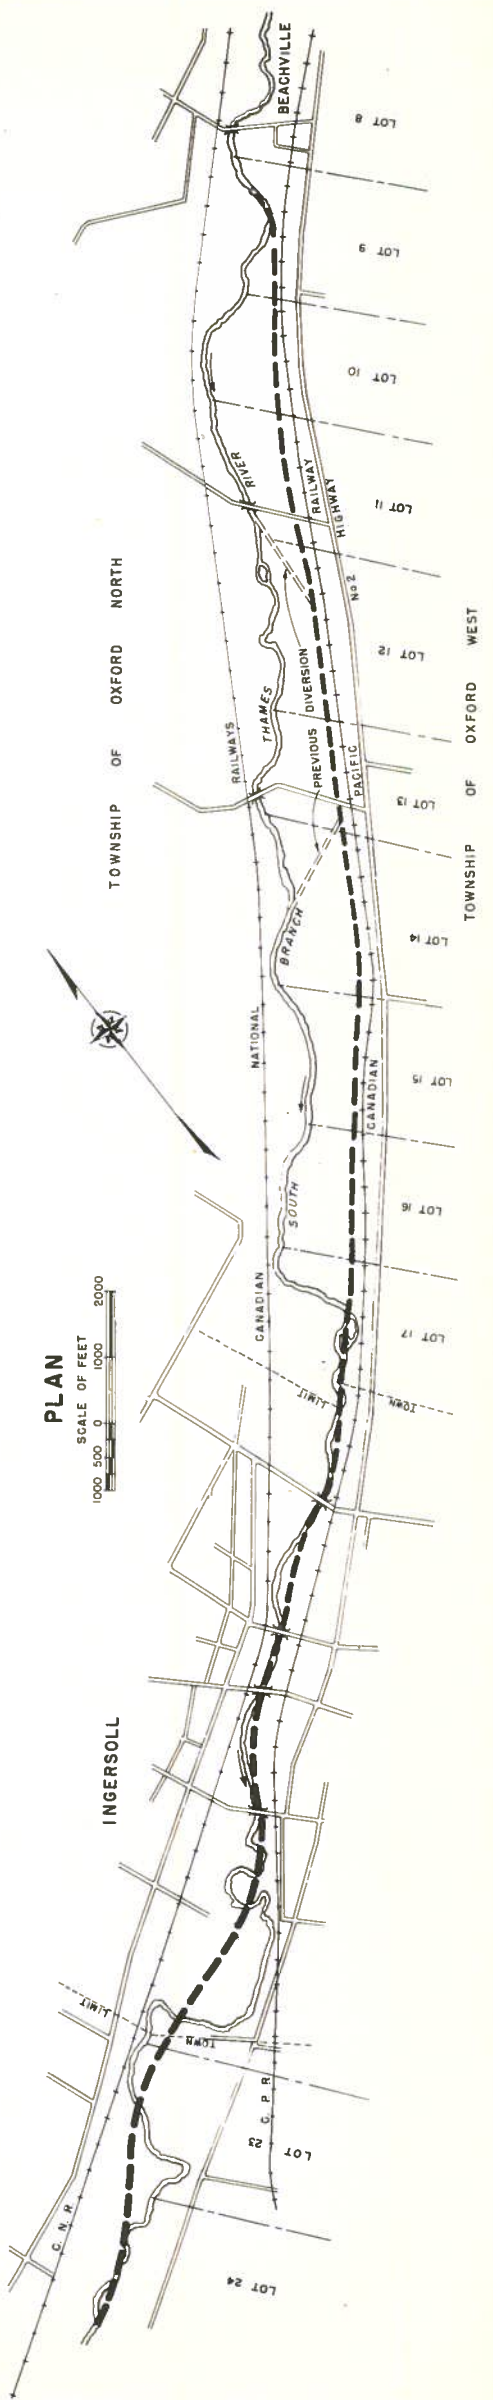 BEACHVILLE
LOT 8
LOT 9
LOT 10
LOT 11
LOT 12
LOT 13
LOT 14
LOT 15
LOT 16
LOT 17
RIVER
RAILWAY
HIGHWAY
No 2
TOWNSHIP OF OXFORD NORTH
TOWNSHIP OF OXFORD WEST
RAILWAYS
THAMES
PREVIOUS DIVERSION
PACIFIC
BRANCH
NATIONAL
CANADIAN
SOUTH
CANADIAN
PLAN
SCALE OF FEET
1000 500 0 1000 2000
TOWN LIMIT
INGERSOLL
TOWN LIMIT
C. P. R.
LOT 23
C. N. R.
LOT 24